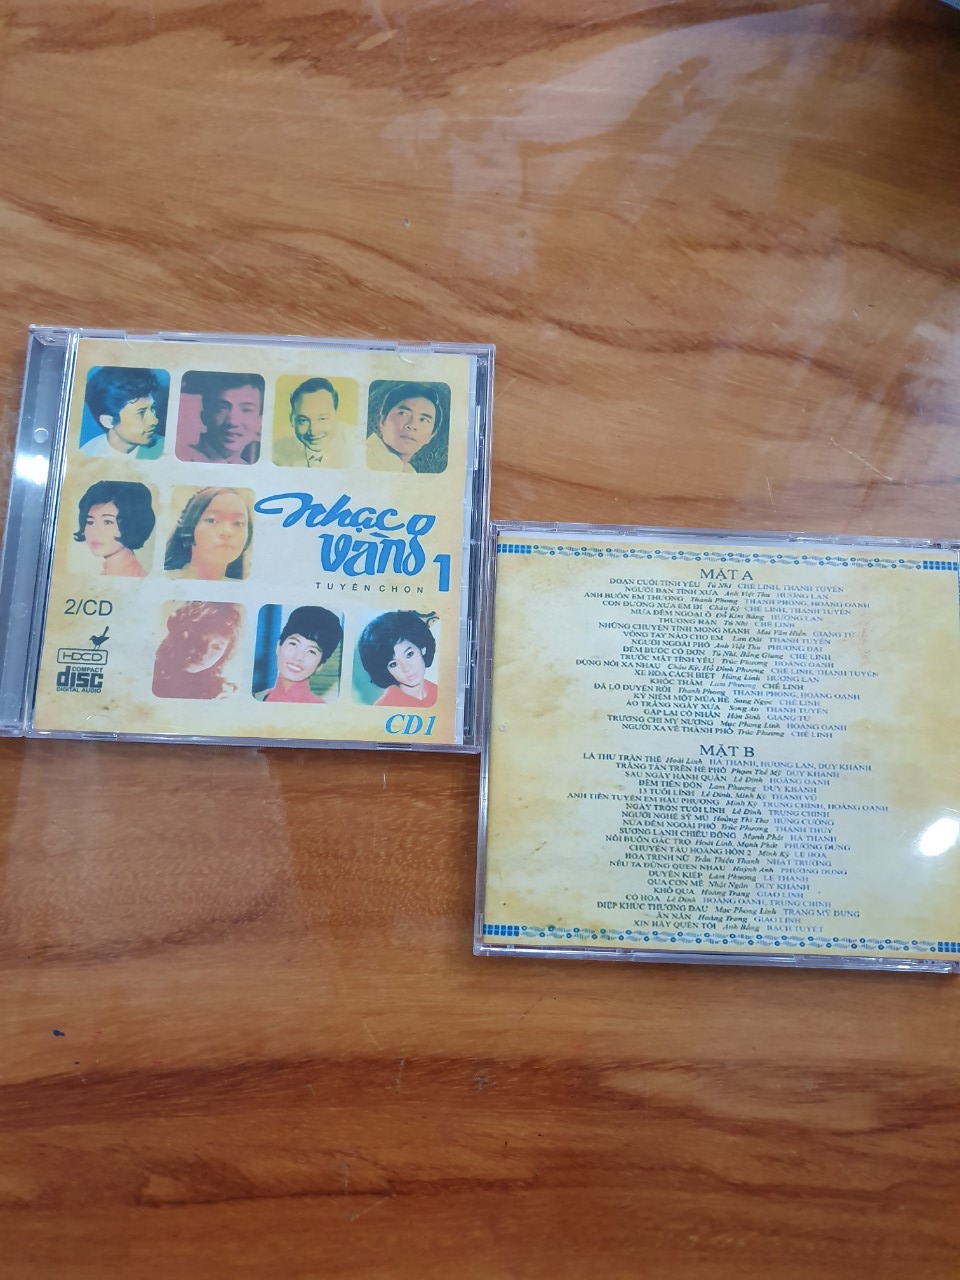 nhạc
vàng 1
TUYỂN CHỌN
2/CD
HDCD
COMPACT
disc
DIGITAL AUDIO
CD1
MẶT A
ĐOẠN CUỐI TÌNH YÊU Tú Nhi CHẾ LINH, THANH TUYỀN
NGƯỜI BẠN TÌNH XƯA Anh Việt Thu HƯƠNG LAN
ANH BUÔN EM THƯƠNG Thanh Phong THANH PHONG, HOÀNG OANH
CON ĐƯỜNG XƯA EM ĐI Châu Kỳ CHẾ LINH, THANH TUYỀN
MƯA ĐÊM NGOẠI Ô Đỗ Kim Bảng HƯƠNG LAN
THƯƠNG HẬN Tú Nhi CHẾ LINH
NHỮNG CHUYỆN TÌNH MONG MANH Mai Văn Hiền GIANG TỬ
VÒNG TAY NÀO CHO EM Lan Đài THANH TUYỀN
NGƯỜI NGOÀI PHỐ Anh Việt Thu PHƯƠNG ĐẠI
ĐÊM BƯỚC CÔ ĐƠN Tú Nhi, Bằng Giang CHẾ LINH
TRƯỚC MẶT TÌNH YÊU Trúc Phương HOÀNG OANH
ĐỪNG NÓI XA NHAU Châu Kỳ, Hồ Đình Phương CHẾ LINH, THANH TUYỀN
XE HOA CÁCH BIỆT Hùng Linh HƯƠNG LAN
KHÓC THẦM Lam Phương CHẾ LINH
ĐÃ LỠ DUYÊN RỒI Thanh Phong THANH PHONG, HOÀNG OANH
KỶ NIỆM MỘT MÙA HÈ Song Ngọc CHẾ LINH
ÁO TRẮNG NGÀY XƯA Song An THANH TUYỀN
GẶP LẠI CỐ NHÂN Hàn Sinh GIANG TỬ
TRƯƠNG CHI MỴ NƯƠNG Mạc Phong Linh HOÀNG OANH
NGƯỜI XA VỀ THÀNH PHỐ Trúc Phương CHẾ LINH
MẶT B
LÁ THƯ TRẦN THẾ Hoài Linh HÀ THANH, HƯƠNG LAN, DUY KHÁNH
TRĂNG TÀN TRÊN HÈ PHỐ Phạm Thế Mỹ DUY KHÁNH
SAU NGÀY HÀNH QUÂN Lê Dinh HOÀNG OANH
ĐÊM TIỀN ĐỒN Lam Phương DUY KHÁNH
13 TUỔI LÍNH Lê Dinh, Minh Kỳ THANH VŨ
ANH TIỀN TUYẾN EM HẬU PHƯƠNG Minh Kỳ TRUNG CHỈNH, HOÀNG OANH
NGÀY TRÒN TUỔI LÍNH Lê Dinh TRUNG CHỈNH
NGƯỜI NGHỆ SỸ MÙ Hoàng Thi Thơ HÙNG CƯỜNG
NỬA ĐÊM NGOÀI PHỐ Trúc Phương THANH THÚY
SƯƠNG LẠNH CHIỀU ĐÔNG Mạnh Phát HÀ THANH
NỖI BUỒN GÁC TRỌ Hoài Linh, Mạnh Phát PHƯƠNG DUNG
CHUYẾN TÀU HOÀNG HÔN 2 Minh Kỳ LỆ HOA
HOA TRINH NỮ Trần Thiện Thanh NHẬT TRƯỜNG
NẾU TA ĐỪNG QUEN NHAU Huỳnh Anh PHƯƠNG DUNG
DUYÊN KIẾP Lam Phương LỆ THANH
QUA CƠN MÊ Nhật Ngân DUY KHÁNH
KHỔ QUA Hoàng Trang GIAO LINH
CÓ HOA Lê Dinh HOÀNG OANH, TRUNG CHỈNH
ĐIỆP KHÚC THƯƠNG ĐAU Mạc Phong Linh TRANG MỸ DUNG
ĂN NĂN Hoàng Trang GIAO LINH
XIN HÃY QUÊN TÔI Anh Bằng BẠCH TUYẾT